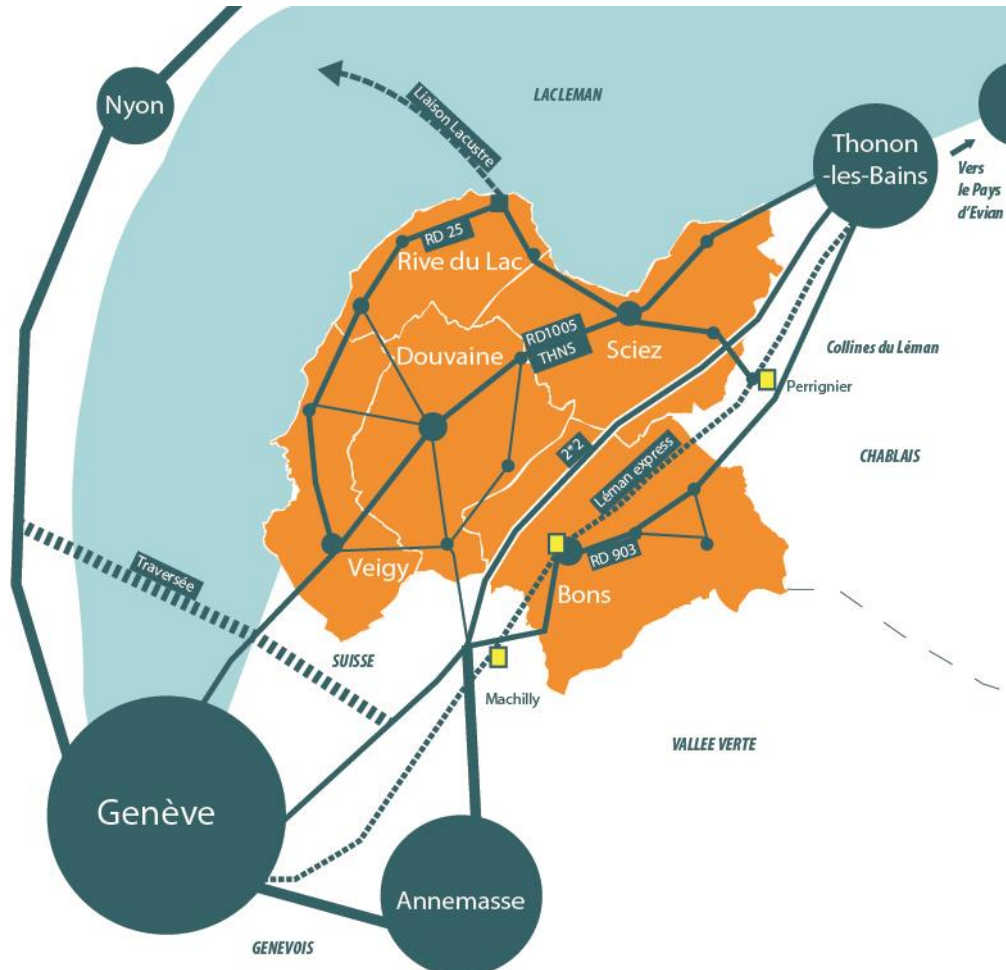 LAC LEMAN
Nyon
Liaison Lacustre
Thonon
-les-Bains
Vers
le Pays
d'Evian
RD 25
Rive du Lac
RD1005
THNS
Douvaine
Sciez
Collines du Léman
Perrignier
2*2
Léman express
CHABLAIS
Traversée
Veigy
RD 903
Bons
SUISSE
Machilly
VALLEE VERTE
Genève
Annemasse
GENEVOIS